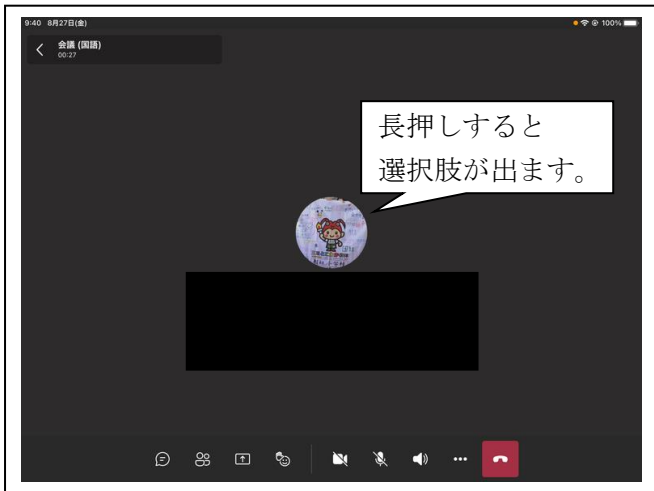 9:40 8月27日(金)
100%
会議 (国語)
00:27
長押しすると
選択肢が出ます。